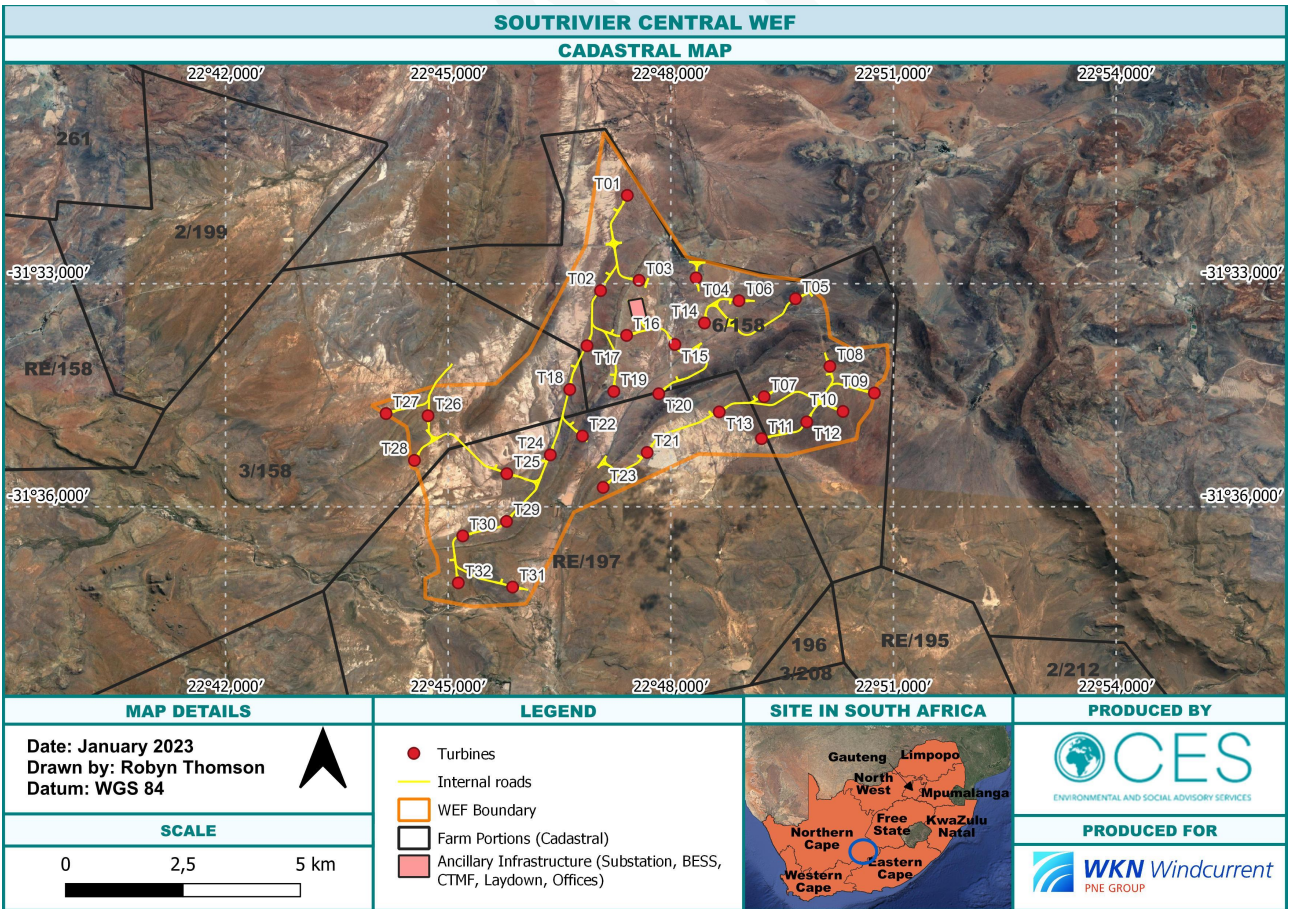 SOUTRIVIER CENTRAL WEF
CADASTRAL MAP
22°42,000′ 22°45,000′ 22°48,000′ 22°51,000′ 22°54,000′
261
T01
2/199
-31°33,000′ -31°33,000′
T02 T03
T04 T06 T05
T14 6/158
T16
T17 T15
RE/158
T08
T18 T19
T20 T07 T09
T27 T26
T10
T13 T11 T12
T22
T28 T24 T21
3/158 T25
T23
-31°36,000′ -31°36,000′
T29
T30
RE/197
T32 T31
196 RE/195
3/208 2/212
22°42,000′ 22°45,000′ 22°48,000′ 22°51,000′ 22°54,000′
MAP DETAILS
Date: January 2023
Drawn by: Robyn Thomson
Datum: WGS 84
SCALE
0 2,5 5 km
LEGEND
Turbines
Internal roads
WEF Boundary
Farm Portions (Cadastral)
Ancillary Infrastructure (Substation, BESS,
CTMF, Laydown, Offices)
SITE IN SOUTH AFRICA
Gauteng Limpopo
North
West
Mpumalanga
Free
State
KwaZulu
Natal
Northern
Cape
Eastern
Cape
Western
Cape
PRODUCED BY
CES
ENVIRONMENTAL AND SOCIAL ADVISORY SERVICES
PRODUCED FOR
WKN Windcurrent
PNE GROUP